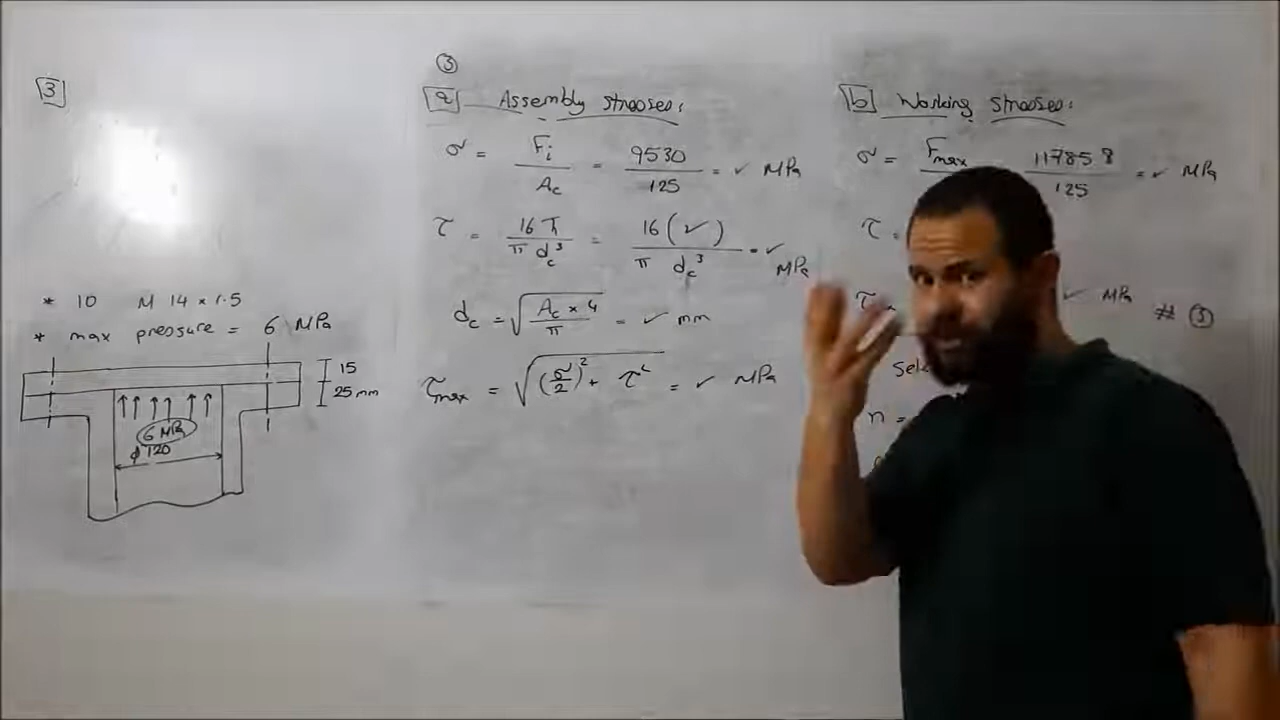 3
* 10 M 14 × 1.5
* max pressure = 6 MPa
15
25 mm
6 MPa
φ 120
③
a Assembly stresses:
σ = Fi / Ac = 9530 / 125 = ✓ MPa
τ = 16 T1 / π dc³ = 16 (✓) / π dc³ = ✓ MPa
dc = √(Ac × 4 / π) = ✓ mm
τmax = √((σ/2)² + τ²) = ✓ MPa
b Working stresses:
σ = Fmax 11785.8 / 125 = ✓ MPa
τ =
✓ MPa # ③
n =